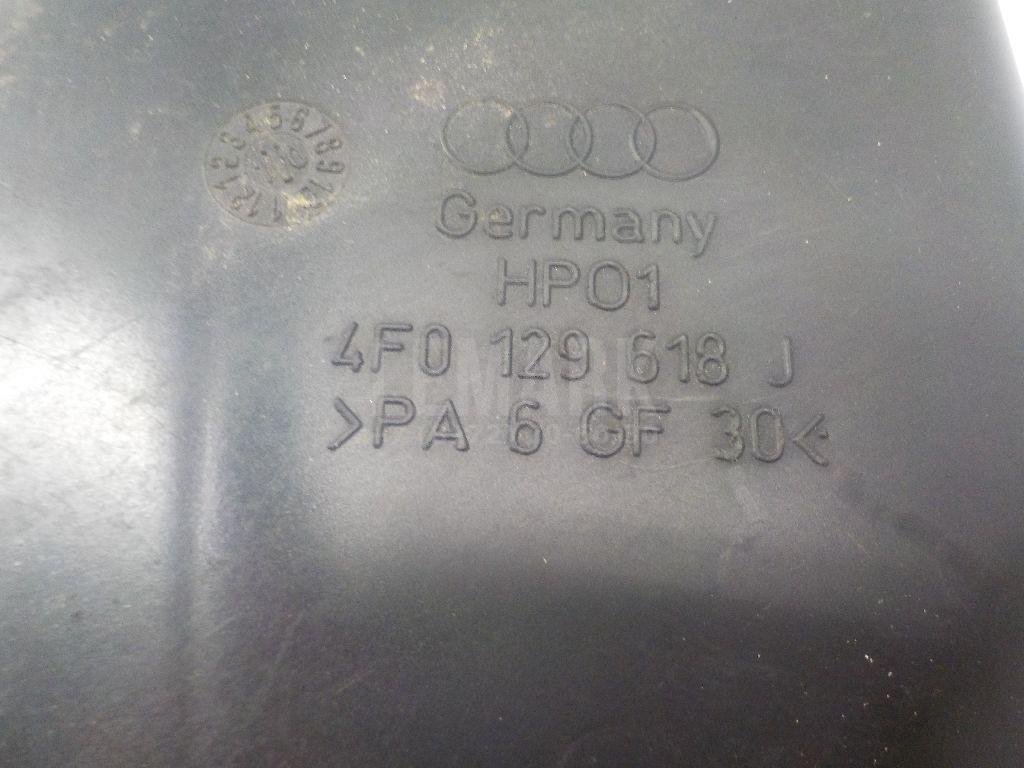 Germany
HP01
4F0 129 618 J
>PA 6 GF 30<